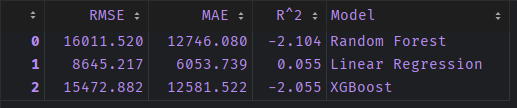 RMSE MAE R^2 Model
0 16011.520 12746.080 -2.104 Random Forest
1 8645.217 6053.739 0.055 Linear Regression
2 15472.882 12581.522 -2.055 XGBoost